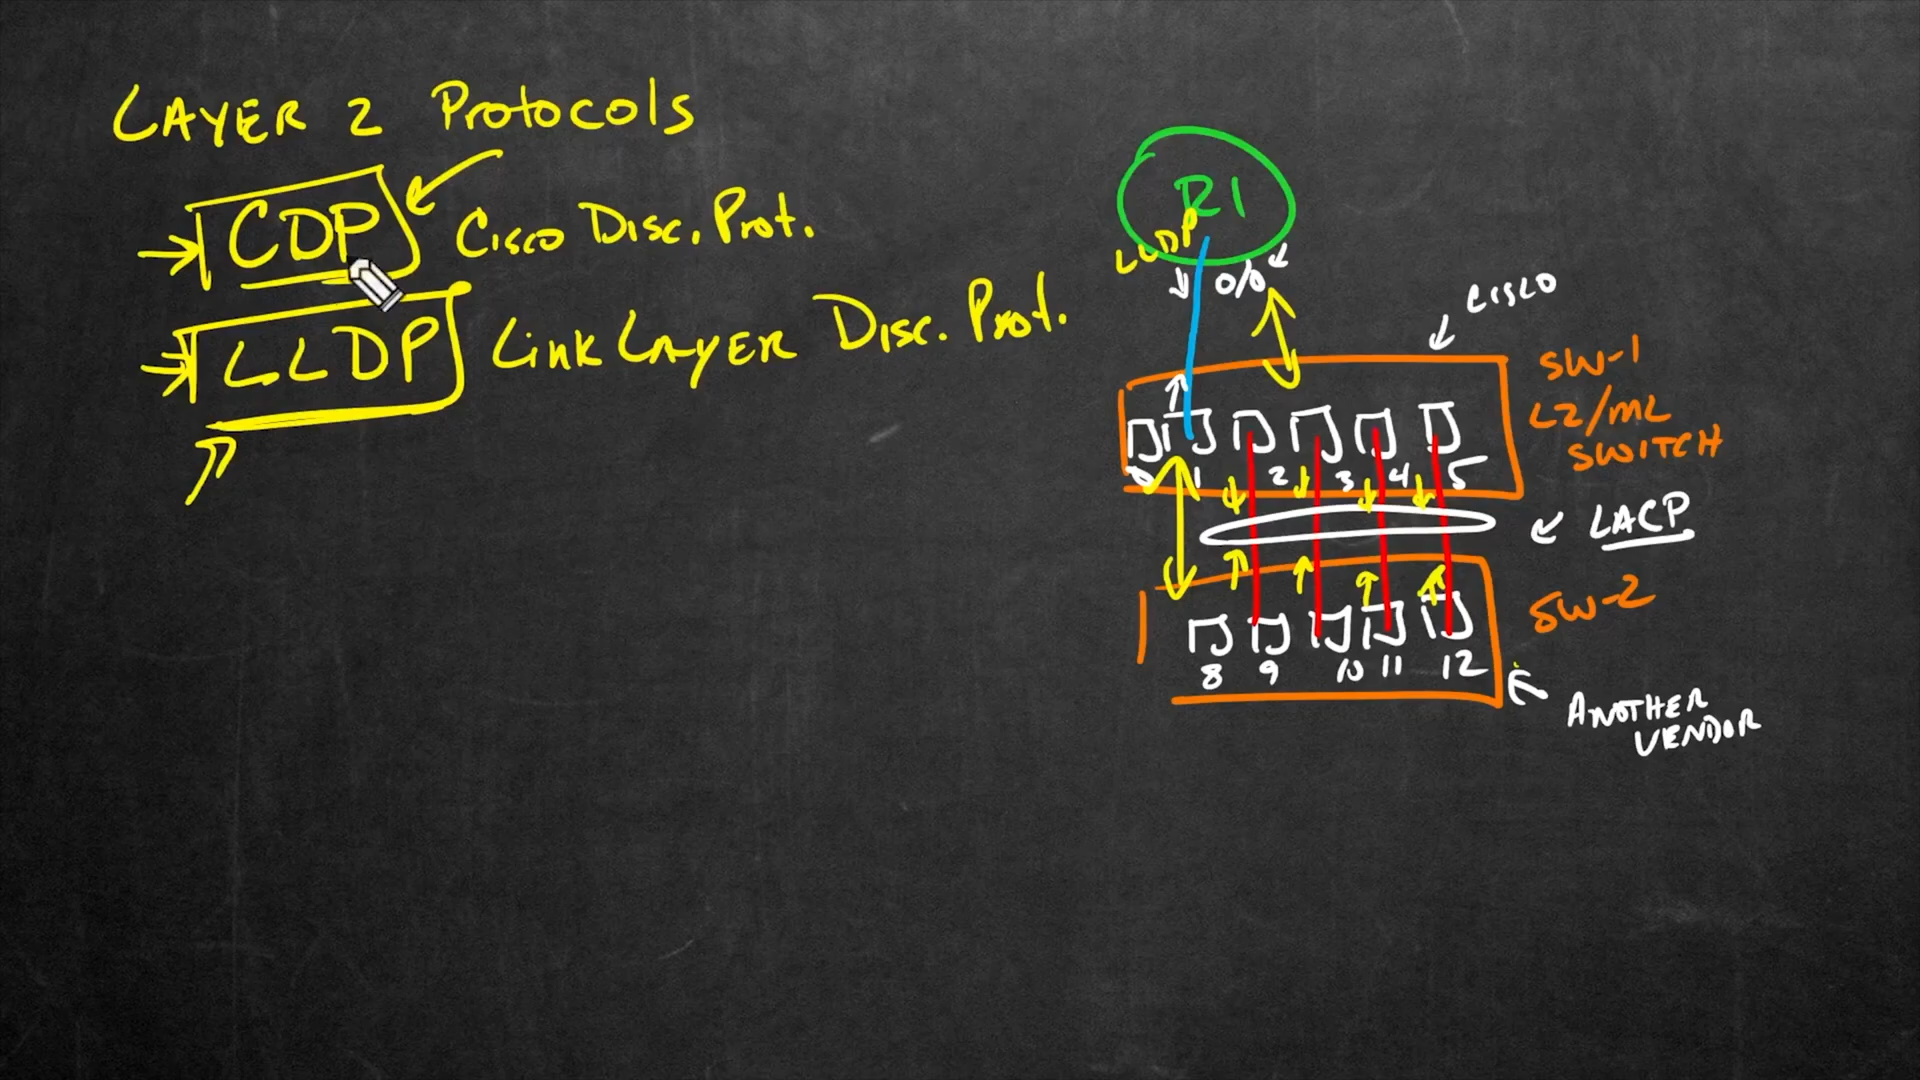 LAYER 2 Protocols
CDP Cisco Disc. Prot.
LLDP Link LAYER Disc. Prot.
R1
LLDP
0/0
CISCO
SW-1
L2/ML
SWITCH
0 1 2 3 4 5
LACP
SW-2
8 9 10 11 12
ANOTHER
VENDOR